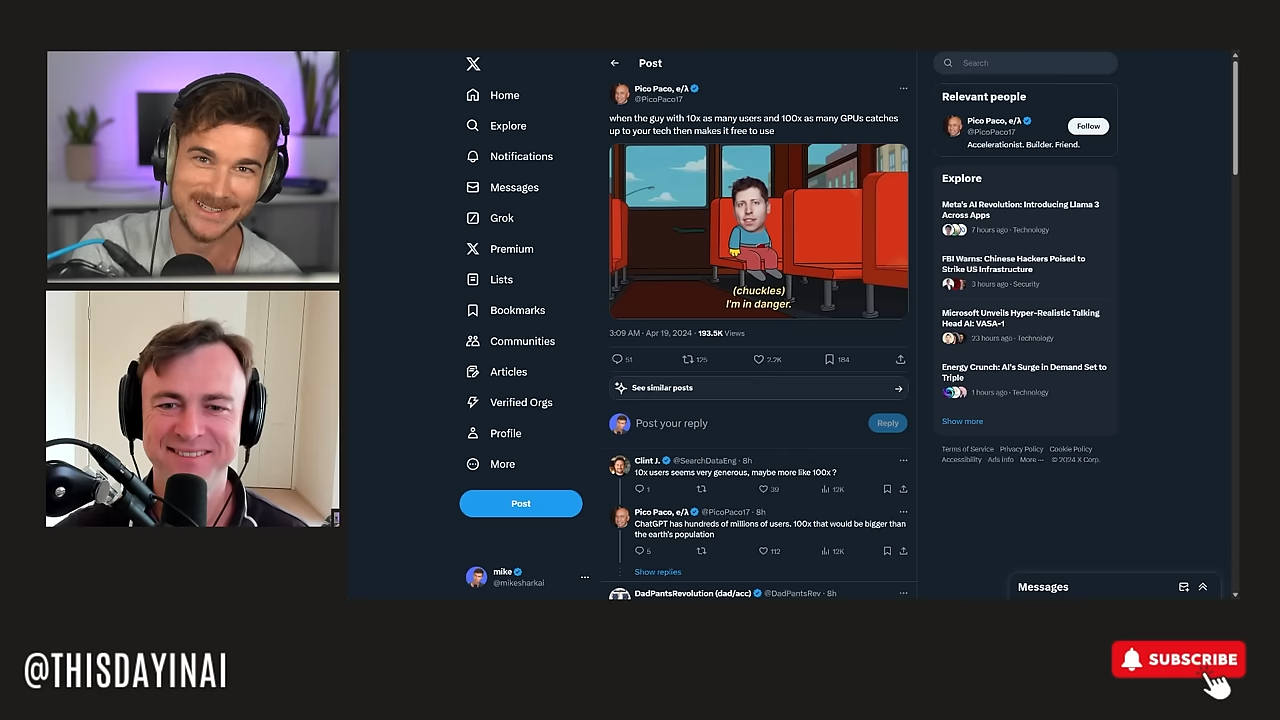 Home
Explore
Notifications
Messages
Grok
Premium
Lists
Bookmarks
Communities
Articles
Verified Orgs
Profile
More
Post
mike
@mikesharkai
Post
Pico Paco, e/λ
@PicoPaco17
when the guy with 10x as many users and 100x as many GPUs catches
up to your tech then makes it free to use
(chuckles)
I'm in danger.
3:09 AM · Apr 19, 2024 · 193.5K Views
51 125 2.2K 184
See similar posts
Post your reply
Reply
Clint J. @SearchDataEng · 8h
10x users seems very generous, maybe more like 100x ?
1 39 12K
Pico Paco, e/λ @PicoPaco17 · 8h
ChatGPT has hundreds of millions of users. 100x that would be bigger than
the earth's population
5 112 12K
Show replies
DadPantsRevolution (dad/acc) @DadPantsRev · 8h
Search
Relevant people
Pico Paco, e/λ
@PicoPaco17
Follow
Accelerationist. Builder. Friend.
Explore
Meta's AI Revolution: Introducing Llama 3
Across Apps
7 hours ago · Technology
FBI Warns: Chinese Hackers Poised to
Strike US Infrastructure
3 hours ago · Security
Microsoft Unveils Hyper-Realistic Talking
Head AI: VASA-1
23 hours ago · Technology
Energy Crunch: AI's Surge in Demand Set to
Triple
1 hours ago · Technology
Show more
Terms of Service Privacy Policy Cookie Policy
Accessibility Ads info More ··· © 2024 X Corp.
Messages
@THISDAYINAI
SUBSCRIBE